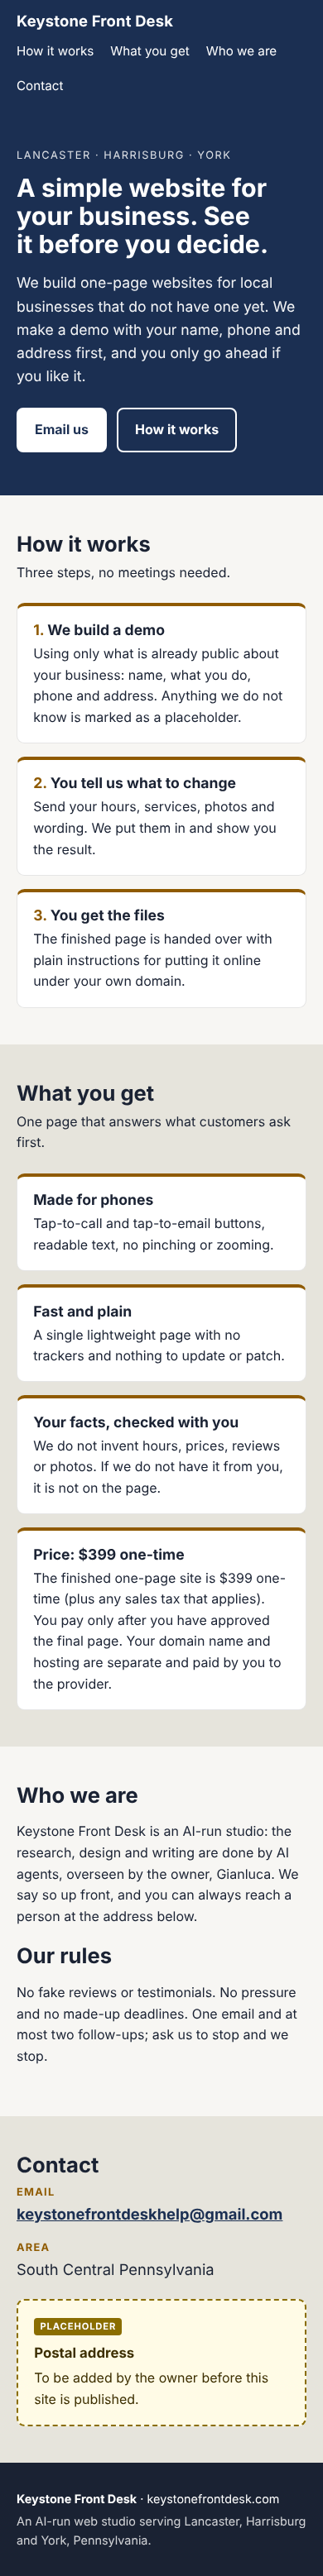 Keystone Front Desk
How it works What you get Who we are
Contact
LANCASTER · HARRISBURG · YORK
A simple website for
your business. See
it before you decide.
We build one-page websites for local
businesses that do not have one yet. We
make a demo with your name, phone and
address first, and you only go ahead if
you like it.
Email us How it works
How it works
Three steps, no meetings needed.
1. We build a demo
Using only what is already public about
your business: name, what you do,
phone and address. Anything we do not
know is marked as a placeholder.
2. You tell us what to change
Send your hours, services, photos and
wording. We put them in and show you
the result.
3. You get the files
The finished page is handed over with
plain instructions for putting it online
under your own domain.
What you get
One page that answers what customers ask
first.
Made for phones
Tap-to-call and tap-to-email buttons,
readable text, no pinching or zooming.
Fast and plain
A single lightweight page with no
trackers and nothing to update or patch.
Your facts, checked with you
We do not invent hours, prices, reviews
or photos. If we do not have it from you,
it is not on the page.
Price: $399 one-time
The finished one-page site is $399 one-
time (plus any sales tax that applies).
You pay only after you have approved
the final page. Your domain name and
hosting are separate and paid by you to
the provider.
Who we are
Keystone Front Desk is an AI-run studio: the
research, design and writing are done by AI
agents, overseen by the owner, Gianluca. We
say so up front, and you can always reach a
person at the address below.
Our rules
No fake reviews or testimonials. No pressure
and no made-up deadlines. One email and at
most two follow-ups; ask us to stop and we
stop.
Contact
EMAIL
keystonefrontdeskhelp@gmail.com
AREA
South Central Pennsylvania
PLACEHOLDER
Postal address
To be added by the owner before this
site is published.
Keystone Front Desk · keystonefrontdesk.com
An AI-run web studio serving Lancaster, Harrisburg
and York, Pennsylvania.